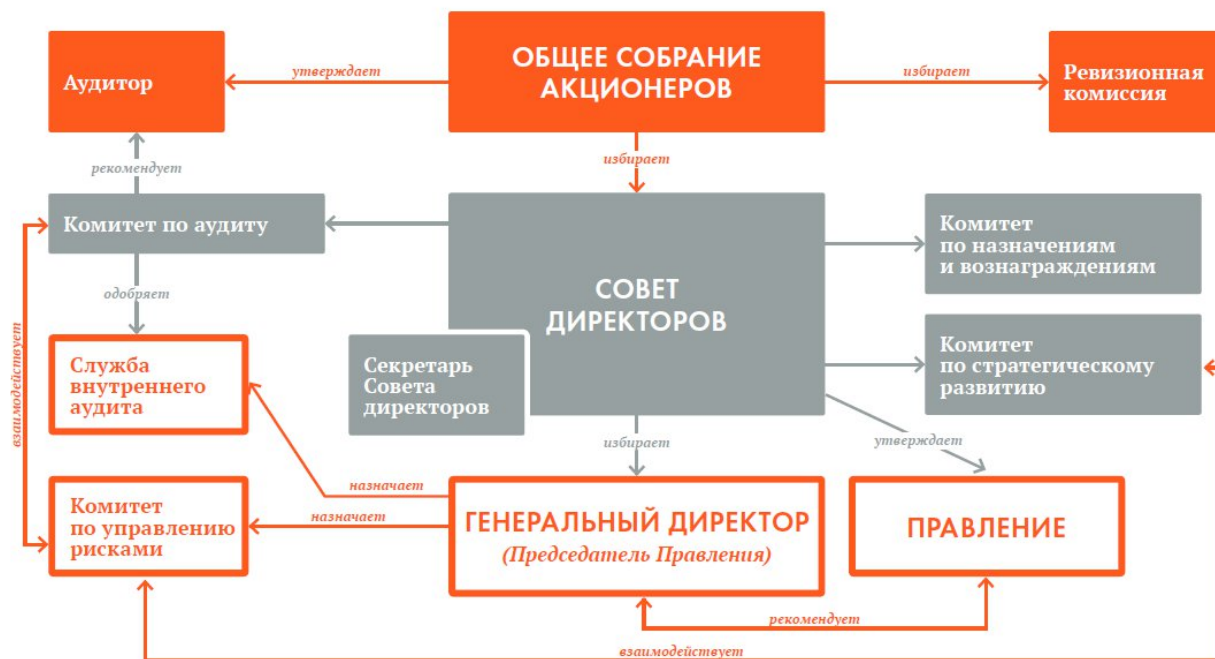 ОБЩЕЕ СОБРАНИЕ
АКЦИОНЕРОВ
Аудитор
утверждает
избирает
Ревизионная
комиссия
рекомендует
избирает
Комитет по аудиту
СОВЕТ
ДИРЕКТОРОВ
Комитет
по назначениям
и вознаграждениям
одобряет
взаимодействует
Служба
внутреннего
аудита
Секретарь
Совета
директоров
Комитет
по стратегическому
развитию
избирает
утверждает
назначает
назначает
Комитет
по управлению
рисками
ГЕНЕРАЛЬНЫЙ ДИРЕКТОР
(Председатель Правления)
ПРАВЛЕНИЕ
рекомендует
взаимодействует